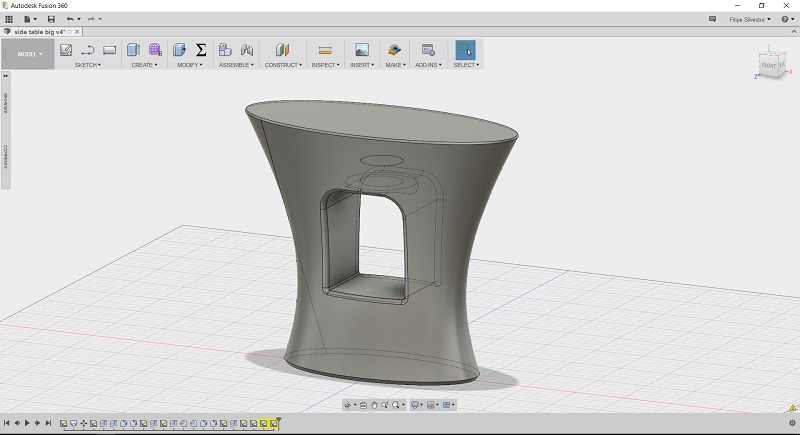 Autodesk Fusion 360
Filipe Silvestre
side table big v4*
MODEL
SKETCH
CREATE
MODIFY
ASSEMBLE
CONSTRUCT
INSPECT
INSERT
MAKE
ADD-INS
SELECT
FRONT
Z
X
BROWSER
COMMENTS